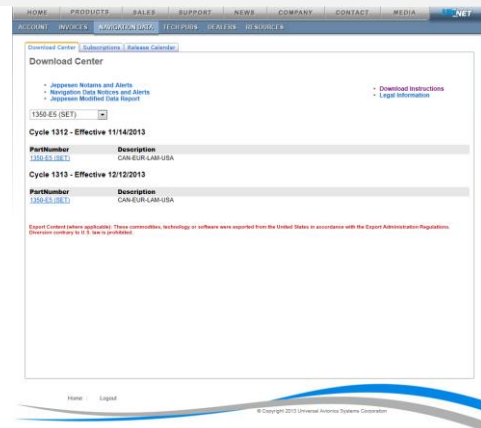 HOME PRODUCTS SALES SUPPORT NEWS COMPANY CONTACT MEDIA
ACCOUNT INVOICES NAVIGATION DATA TECH PUBS DEALERS RESOURCES
Download Center Subscriptions Release Calendar
Download Center
Jeppesen Notams and Alerts
Navigation Data Notices and Alerts
Jeppesen Modified Data Report
Download Instructions
Legal Information
1350-E5 (SET)
Cycle 1312 - Effective 11/14/2013
PartNumber Description
1350-E5 (SET) CAN-EUR-LAM-USA
Cycle 1313 - Effective 12/12/2013
PartNumber Description
1350-E5 (SET) CAN-EUR-LAM-USA
Export Content (where applicable): These commodities, technology or software were exported from the United States in accordance with the Export Administration Regulations.
Diversion contrary to U.S. law is prohibited.
Home Logout
© Copyright 2013 Universal Avionics Systems Corporation